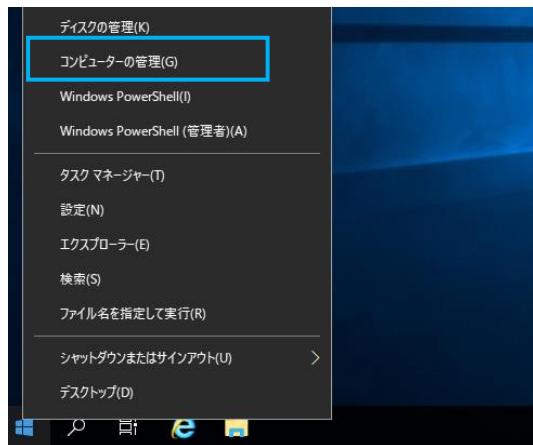 ディスクの管理(K)
コンピューターの管理(G)
Windows PowerShell(I)
Windows PowerShell (管理者)(A)
タスク マネージャー(T)
設定(N)
エクスプローラー(E)
検索(S)
ファイル名を指定して実行(R)
シャットダウンまたはサインアウト(U)
デスクトップ(D)